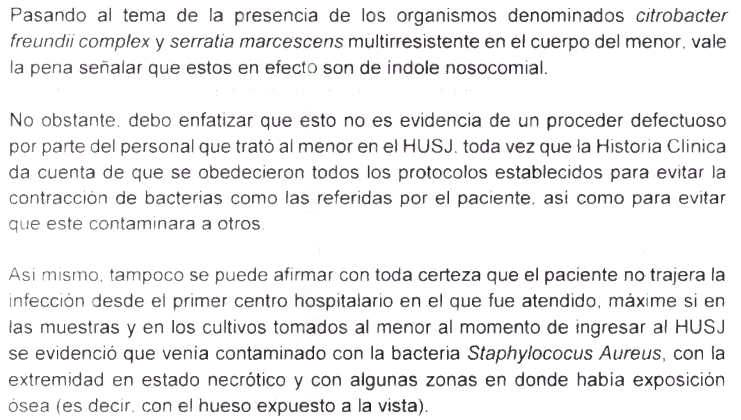 Pasando al tema de la presencia de los organismos denominados citrobacter
freundii complex y serratia marcescens multirresistente en el cuerpo del menor, vale
la pena señalar que estos en efecto son de índole nosocomial.
No obstante, debo enfatizar que esto no es evidencia de un proceder defectuoso
por parte del personal que trató al menor en el HUSJ, toda vez que la Historia Clínica
da cuenta de que se obedecieron todos los protocolos establecidos para evitar la
contracción de bacterias como las referidas por el paciente, así como para evitar
que este contaminara a otros.
Así mismo, tampoco se puede afirmar con toda certeza que el paciente no trajera la
infección desde el primer centro hospitalario en el que fue atendido, máxime si en
las muestras y en los cultivos tomados al menor al momento de ingresar al HUSJ
se evidenció que venía contaminado con la bacteria Staphylococus Aureus, con la
extremidad en estado necrótico y con algunas zonas en donde había exposición
ósea (es decir, con el hueso expuesto a la vista).